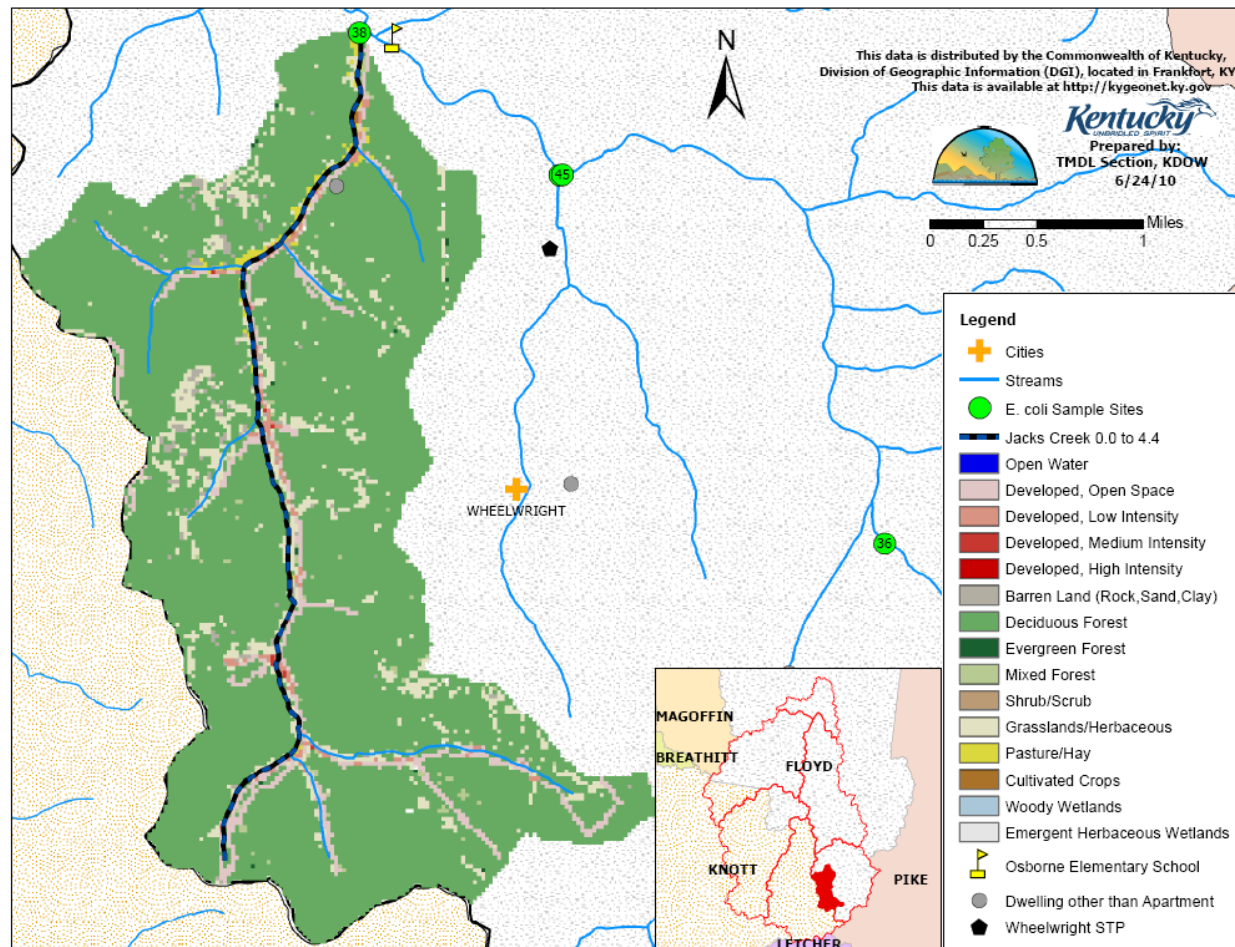 38
N
This data is distributed by the Commonwealth of Kentucky,
Division of Geographic Information (DGI), located in Frankfort, KY
This data is available at http://kygeonet.ky.gov
Kentucky
UNBRIDLED SPIRIT
Prepared by:
TMDL Section, KDOW
6/24/10
45
Miles
0 0.25 0.5 1
Legend
Cities
Streams
E. coli Sample Sites
Jacks Creek 0.0 to 4.4
Open Water
Developed, Open Space
Developed, Low Intensity
Developed, Medium Intensity
Developed, High Intensity
Barren Land (Rock,Sand,Clay)
Deciduous Forest
Evergreen Forest
Mixed Forest
Shrub/Scrub
Grasslands/Herbaceous
Pasture/Hay
Cultivated Crops
Woody Wetlands
Emergent Herbaceous Wetlands
Osborne Elementary School
Dwelling other than Apartment
Wheelwright STP
WHEELWRIGHT
36
MAGOFFIN
BREATHITT
FLOYD
KNOTT
PIKE
LETCHER